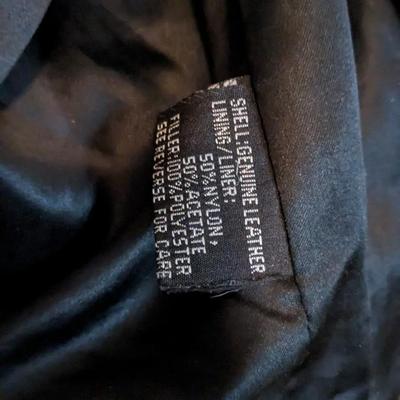 SHELL:GENUINE LEATHER
LINING/LINER:
50%NYLON,
50%ACETATE
FILLER:100%POLYESTER
SEE REVERSE FOR CARE